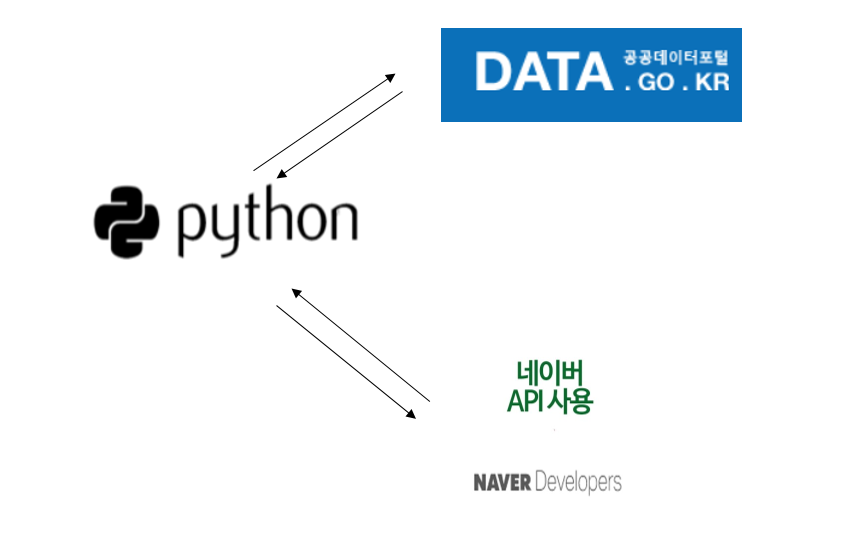 DATA 공공데이터포털
. GO . KR
python
네이버
API 사용
NAVER Developers